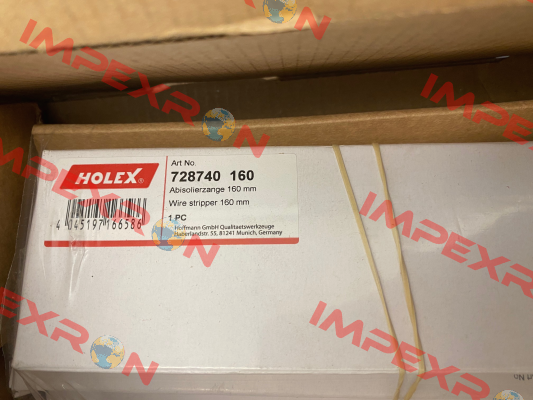 IMPEXRON
HOLEX®
Art No.
728740 160
Abisolierzange 160 mm
Wire stripper 160 mm
1 PC
Hoffmann GmbH Qualitaetswerkzeuge
Haberlandstr. 55, 81241 Munich, Germany
4 045197 166586
IMPEXRON
IMPEXRON
IMPEXRON
IMPEXRON